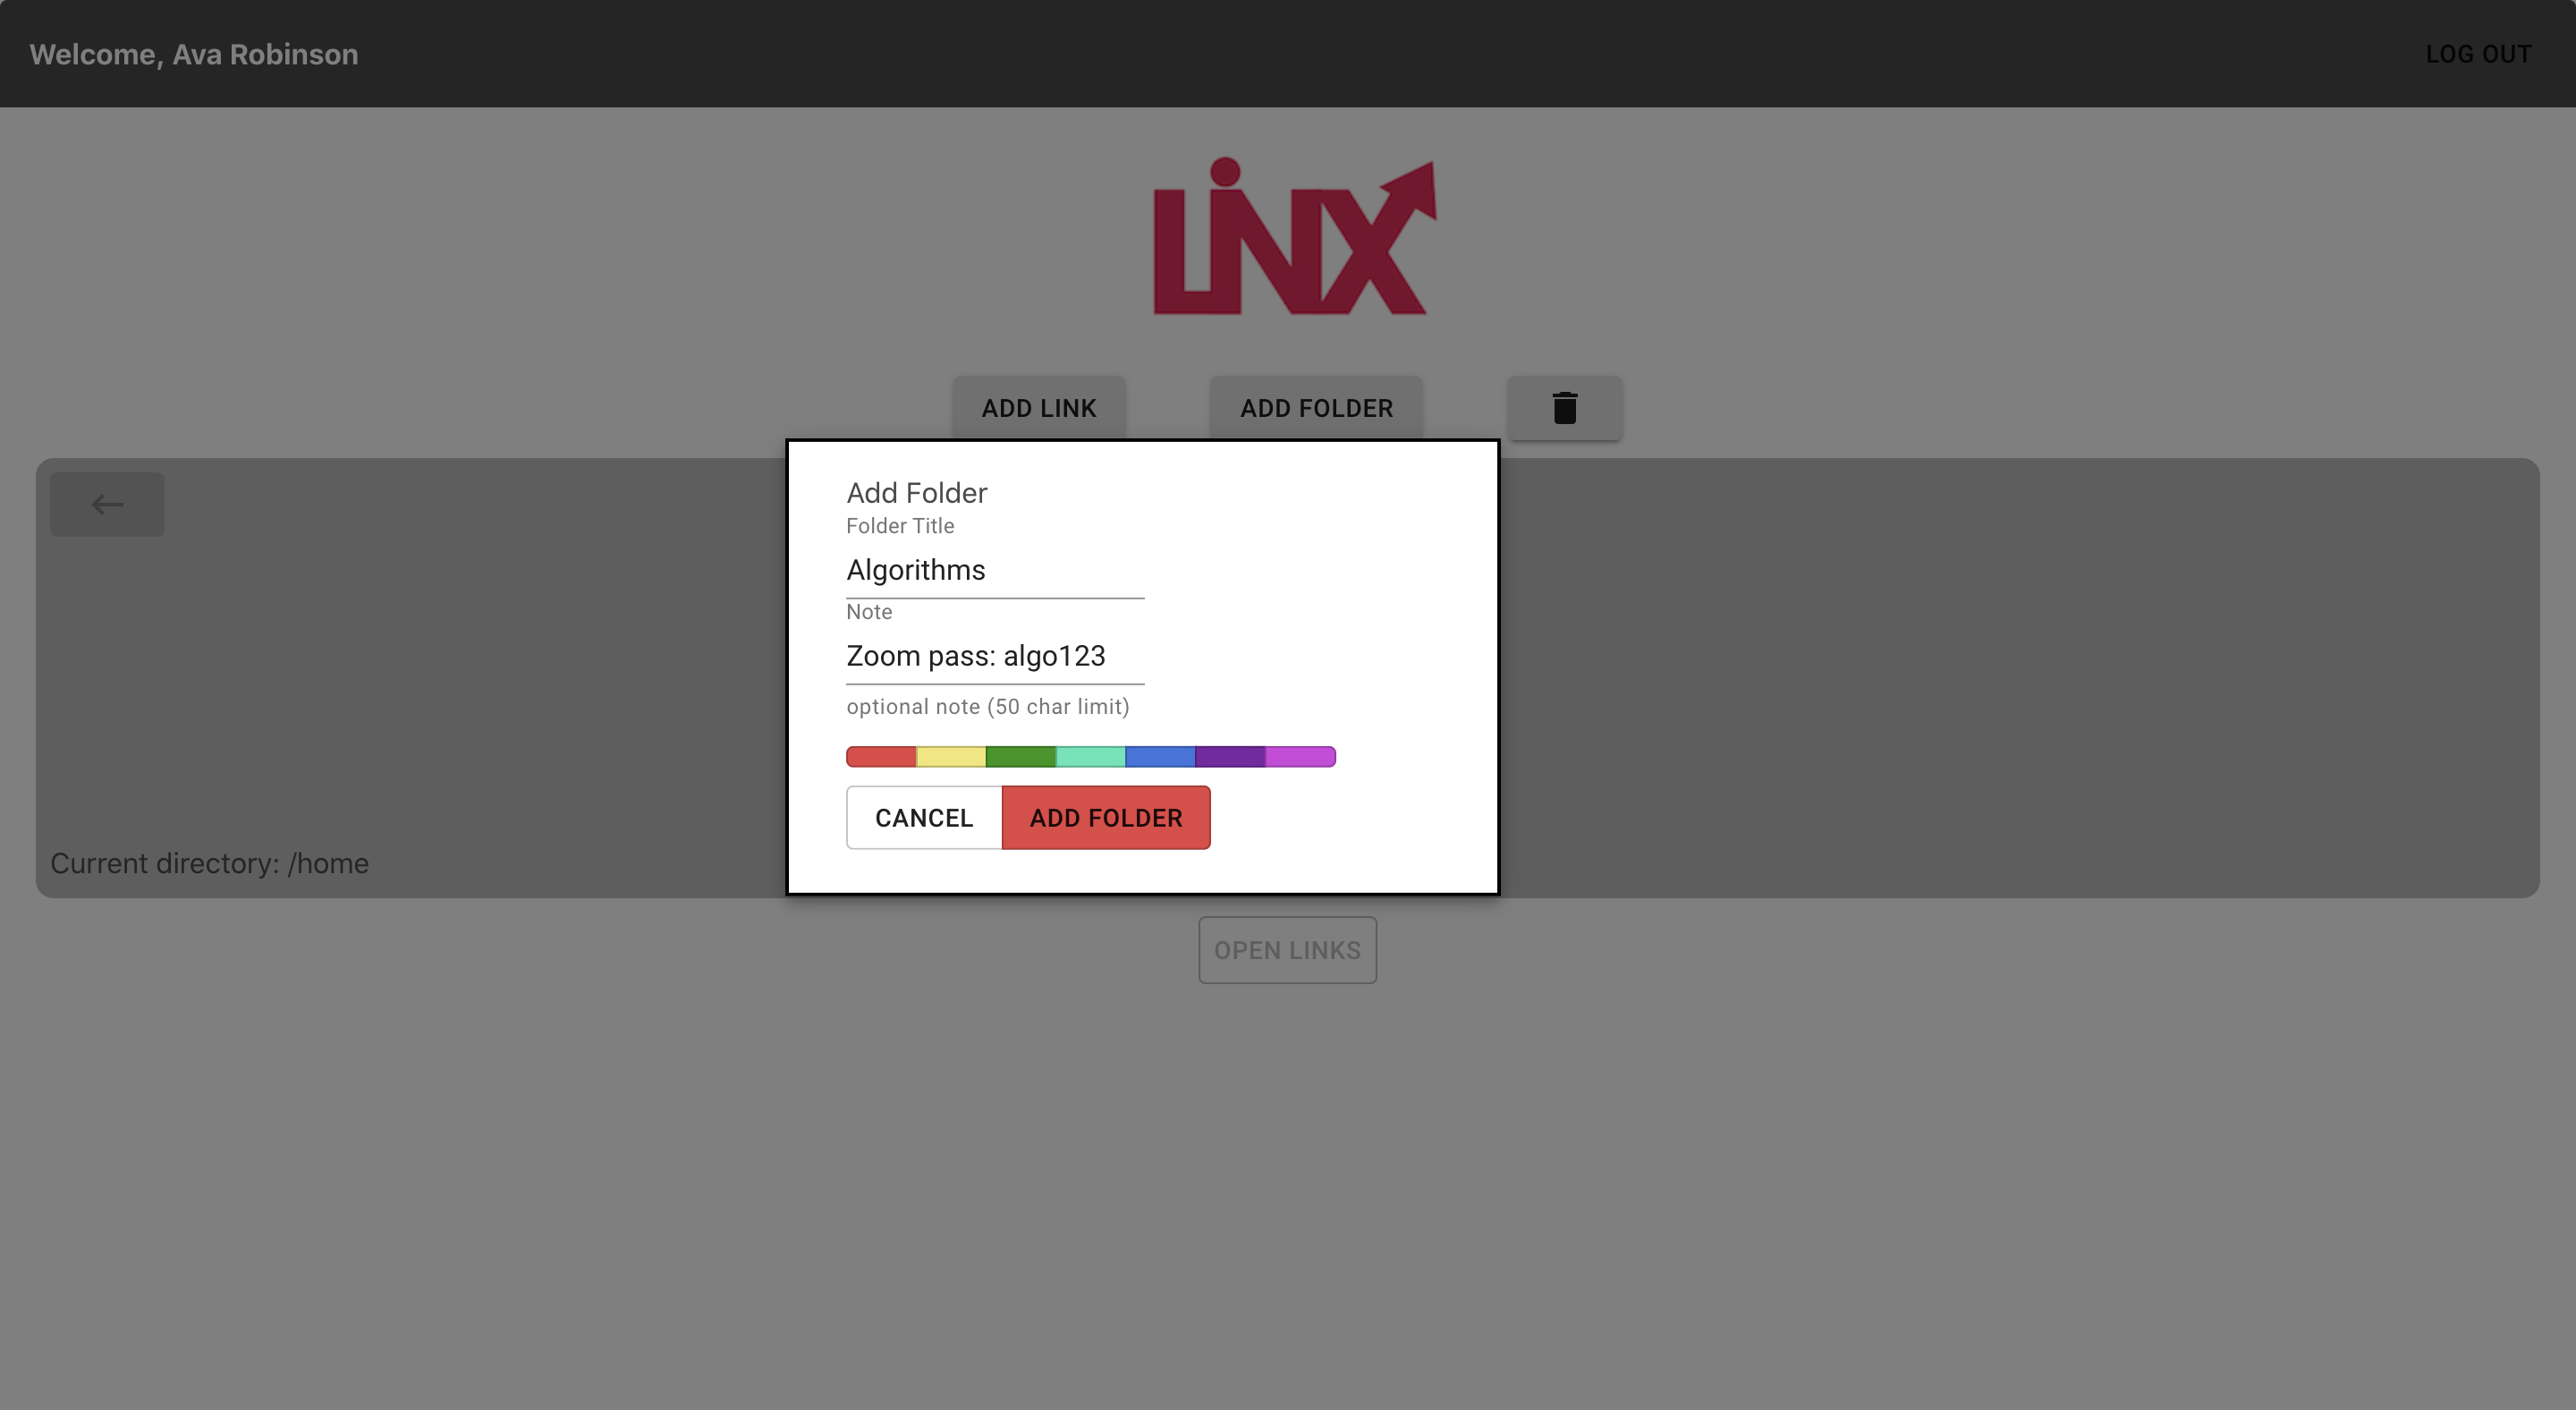 Welcome, Ava Robinson
LOG OUT
LiNX
ADD LINK
ADD FOLDER
Add Folder
Folder Title
Algorithms
Note
Zoom pass: algo123
optional note (50 char limit)
CANCEL
ADD FOLDER
Current directory: /home
OPEN LINKS